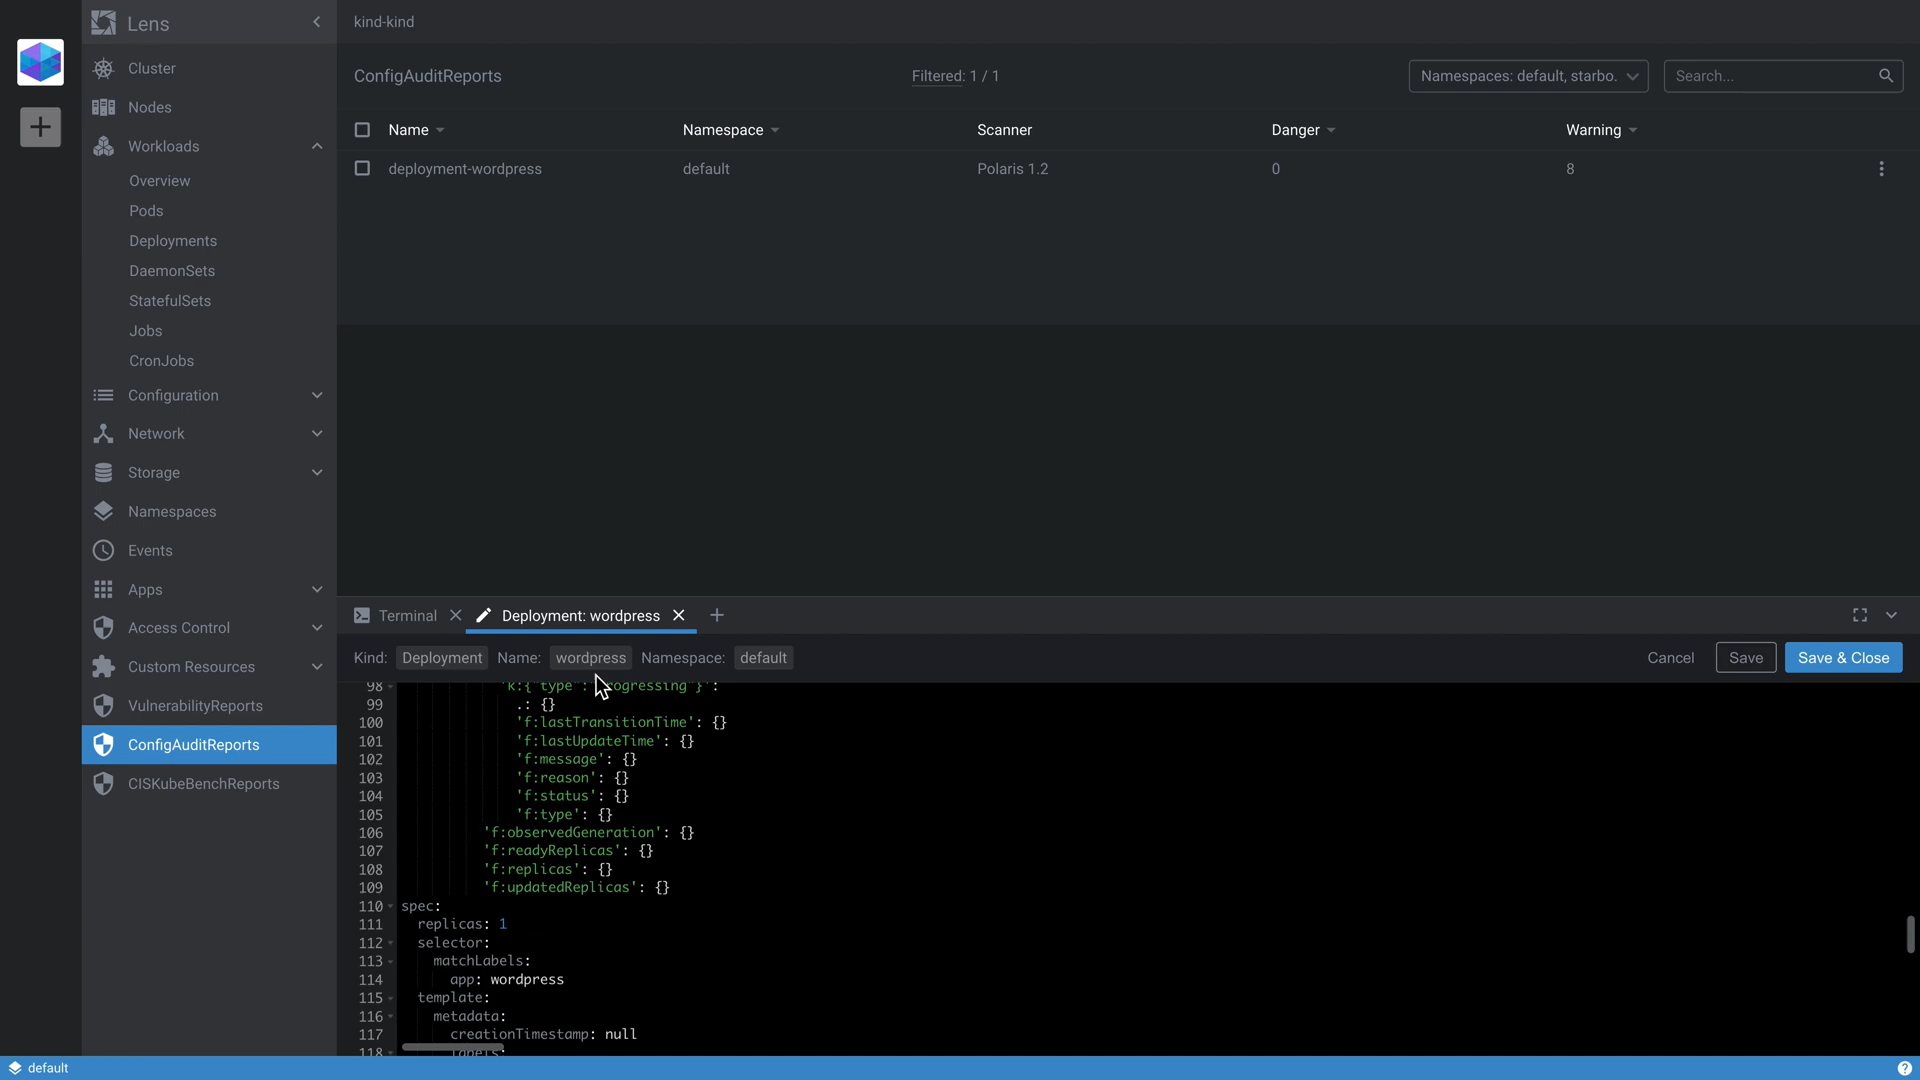 Lens
kind-kind
Cluster
Nodes
Workloads
Overview
Pods
Deployments
DaemonSets
StatefulSets
Jobs
CronJobs
Configuration
Network
Storage
Namespaces
Events
Apps
Access Control
Custom Resources
VulnerabilityReports
ConfigAuditReports
CISKubeBenchReports
ConfigAuditReports
Filtered: 1 / 1
Namespaces: default, starbo.
Search...
Name Namespace Scanner Danger Warning
deployment-wordpress default Polaris 1.2 0 8
Terminal
Deployment: wordpress
Kind: Deployment Name: wordpress Namespace: default
Cancel Save Save & Close
98 'k:{"type":"Progressing"}':
99 .: {}
100 'f:lastTransitionTime': {}
101 'f:lastUpdateTime': {}
102 'f:message': {}
103 'f:reason': {}
104 'f:status': {}
105 'f:type': {}
106 'f:observedGeneration': {}
107 'f:readyReplicas': {}
108 'f:replicas': {}
109 'f:updatedReplicas': {}
110 spec:
111 replicas: 1
112 selector:
113 matchLabels:
114 app: wordpress
115 template:
116 metadata:
117 creationTimestamp: null
118 labels:
default